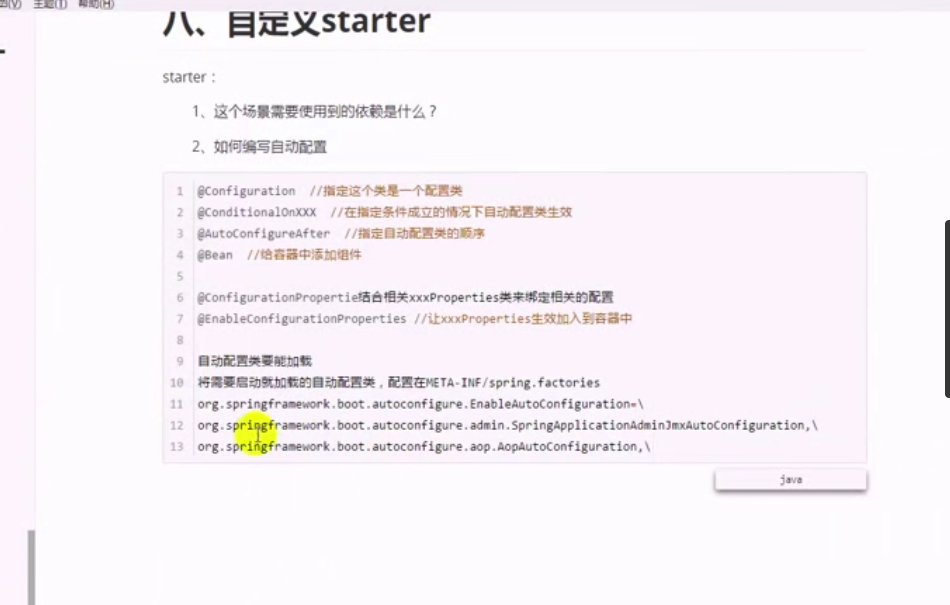 主题(T) 帮助(H)
八、自定义starter
starter：
1、这个场景需要使用到的依赖是什么？
2、如何编写自动配置
1 @Configuration //指定这个类是一个配置类
2 @ConditionalOnXXX //在指定条件成立的情况下自动配置类生效
3 @AutoConfigureAfter //指定自动配置类的顺序
4 @Bean //给容器中添加组件
5
6 @ConfigurationPropertie结合相关xxxProperties类来绑定相关的配置
7 @EnableConfigurationProperties //让xxxProperties生效加入到容器中
8
9 自动配置类要能加载
10 将需要启动就加载的自动配置类，配置在META-INF/spring.factories
11 org.springframework.boot.autoconfigure.EnableAutoConfiguration=\
12 org.springframework.boot.autoconfigure.admin.SpringApplicationAdminJmxAutoConfiguration,\
13 org.springframework.boot.autoconfigure.aop.AopAutoConfiguration,\
java